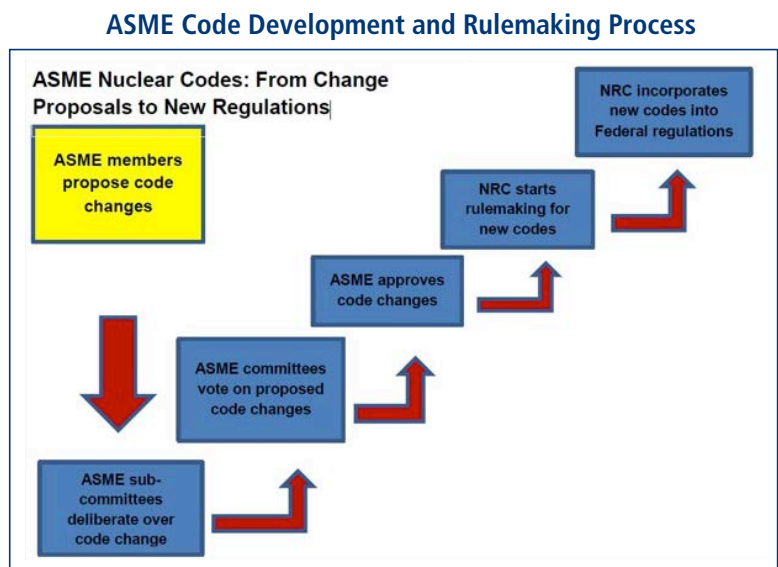 ASME Code Development and Rulemaking Process
ASME Nuclear Codes: From Change
Proposals to New Regulations
ASME members
propose code
changes
ASME sub-
committees
deliberate over
code change
ASME committees
vote on proposed
code changes
ASME approves
code changes
NRC starts
rulemaking for
new codes
NRC incorporates
new codes into
Federal regulations